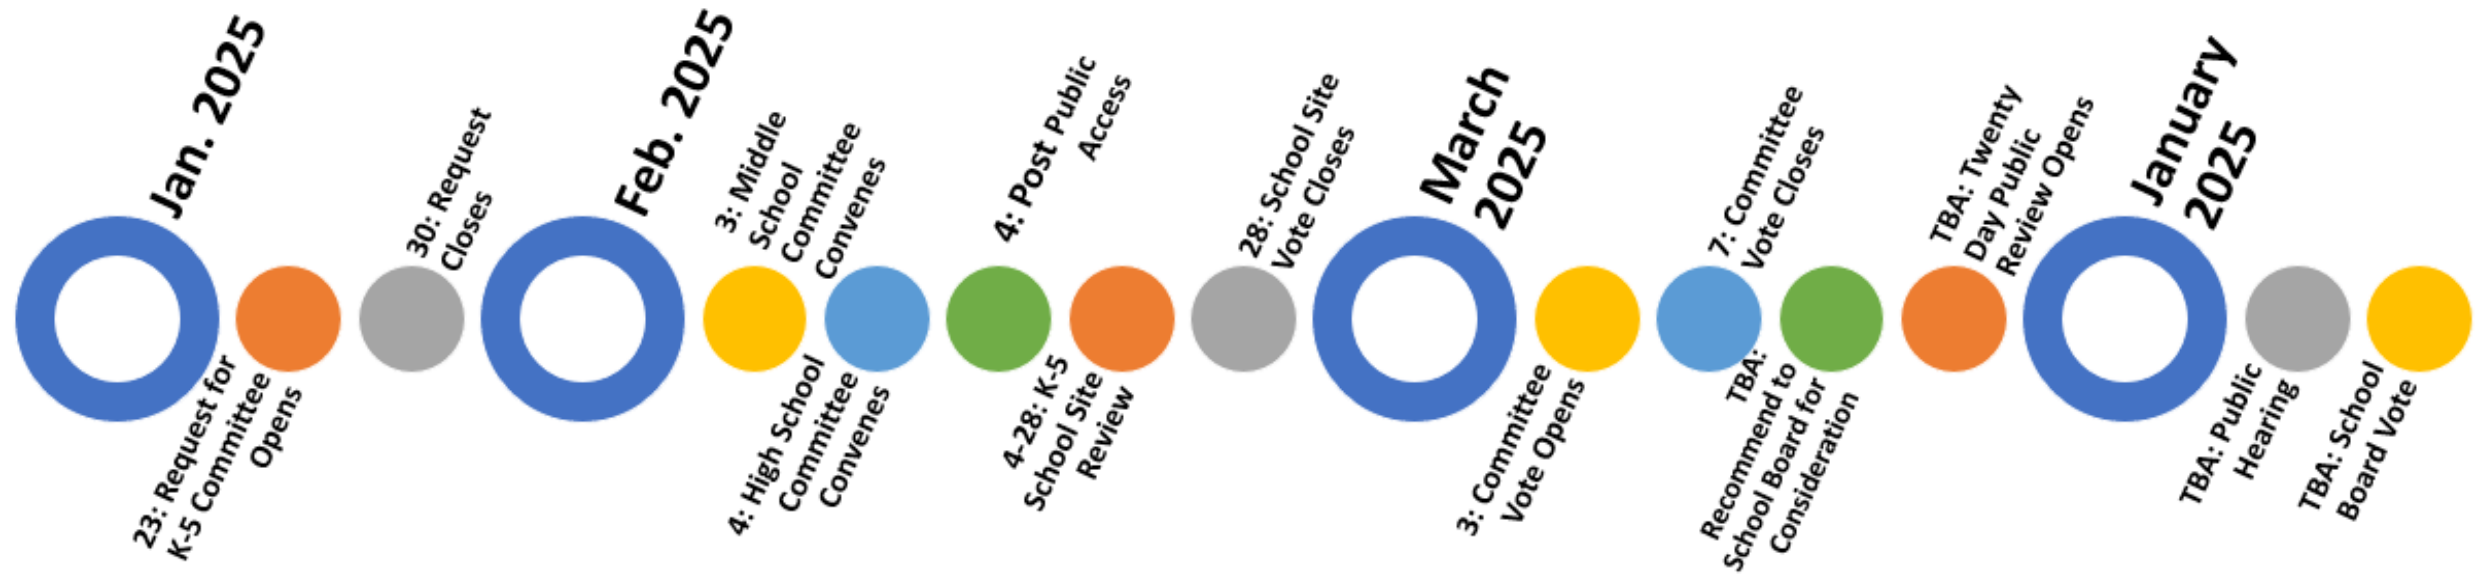 Jan. 2025
23: Request for
K-5 Committee
Opens
30: Request
Closes
Feb. 2025
3: Middle
School
Committee
Convenes
4: High School
Committee
Convenes
4: Post Public
Access
4-28: K-5
School Site
Review
28: School Site
Vote Closes
March
2025
3: Committee
Vote Opens
7: Committee
Vote Closes
TBA:
Recommend to
School Board for
Consideration
TBA: Twenty
Day Public
Review Opens
January
2025
TBA: Public
Hearing
TBA: School
Board Vote